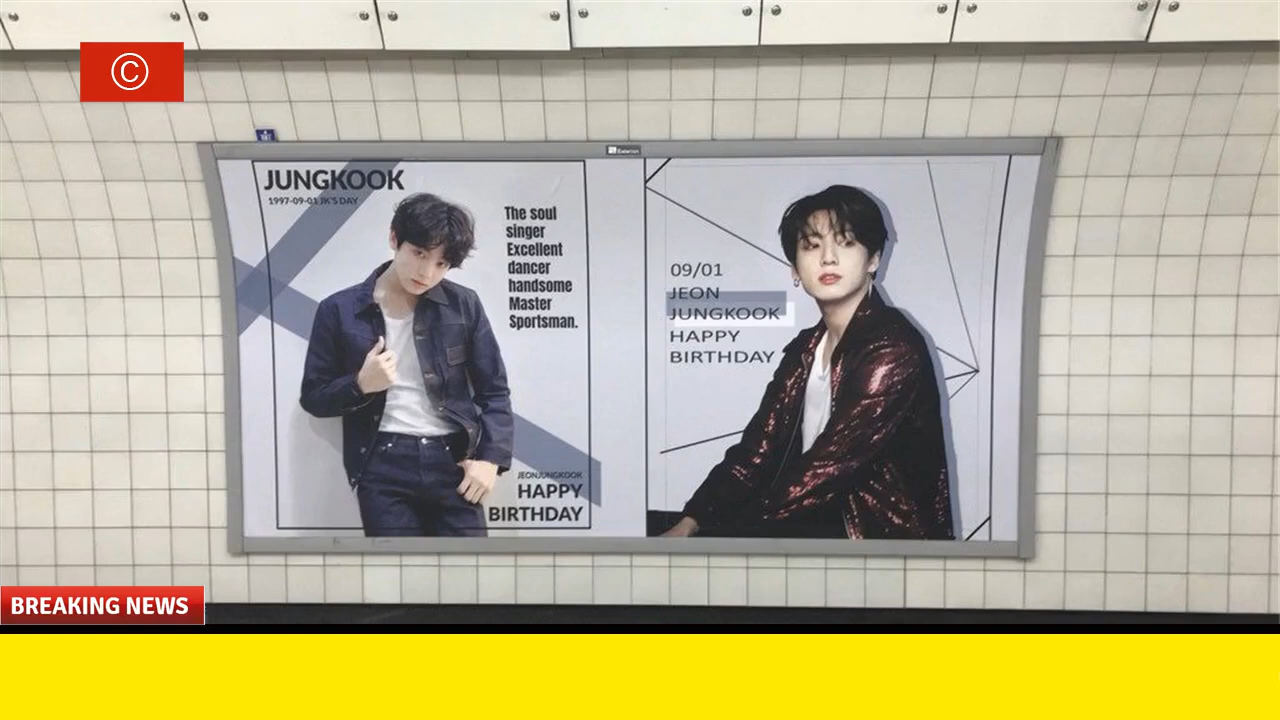 ©
JUNGKOOK
1997-09-01 JK'S DAY
The soul
singer
Excellent
dancer
handsome
Master
Sportsman.
JEONJUNGKOOK
HAPPY
BIRTHDAY
09/01
JEON
JUNGKOOK
HAPPY
BIRTHDAY
BREAKING NEWS